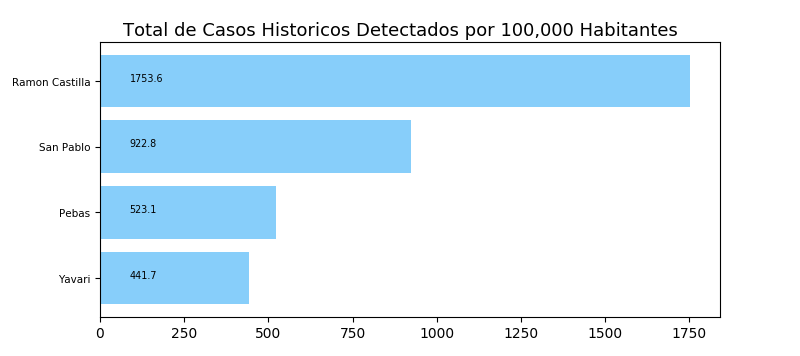 Total de Casos Historicos Detectados por 100,000 Habitantes
Ramon Castilla 1753.6
San Pablo 922.8
Pebas 523.1
Yavari 441.7
0 250 500 750 1000 1250 1500 1750